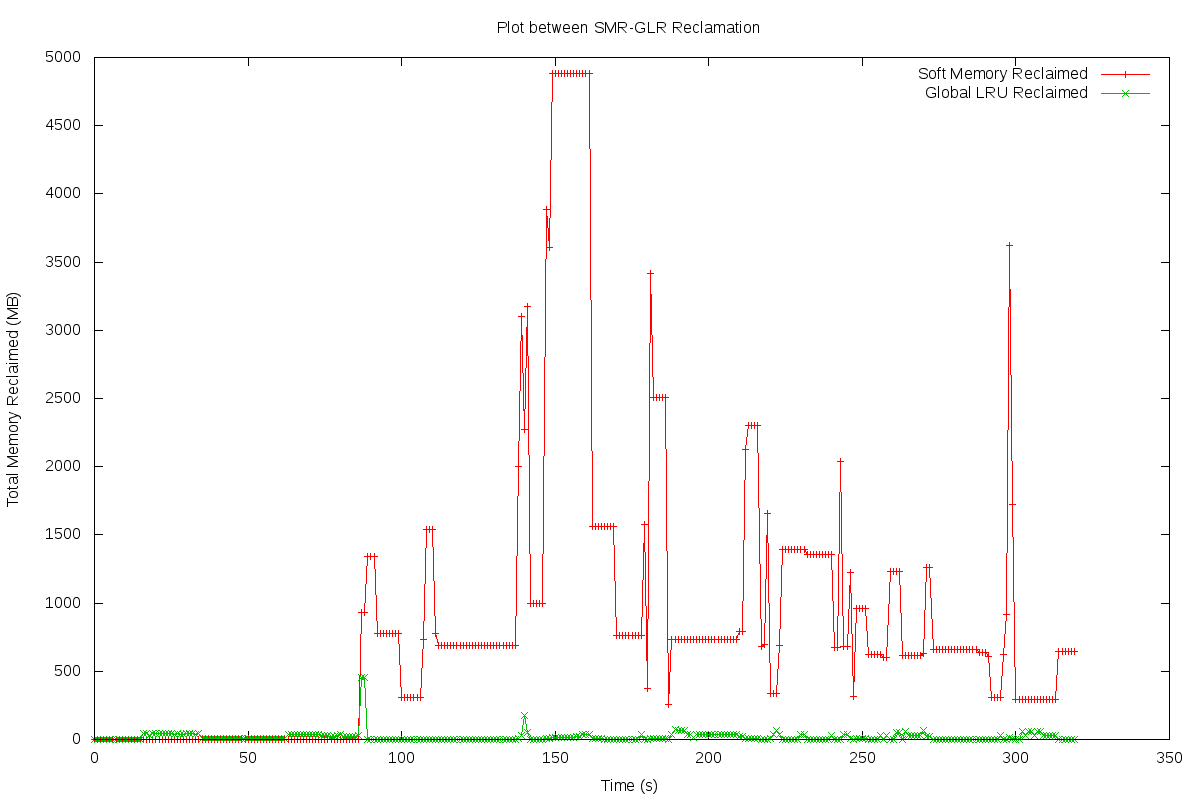 Plot between SMR-GLR Reclamation
5000
4500
4000
3500
3000
2500
2000
1500
1000
500
0
Total Memory Reclaimed (MB)
Soft Memory Reclaimed
Global LRU Reclaimed
0 50 100 150 200 250 300 350
Time (s)